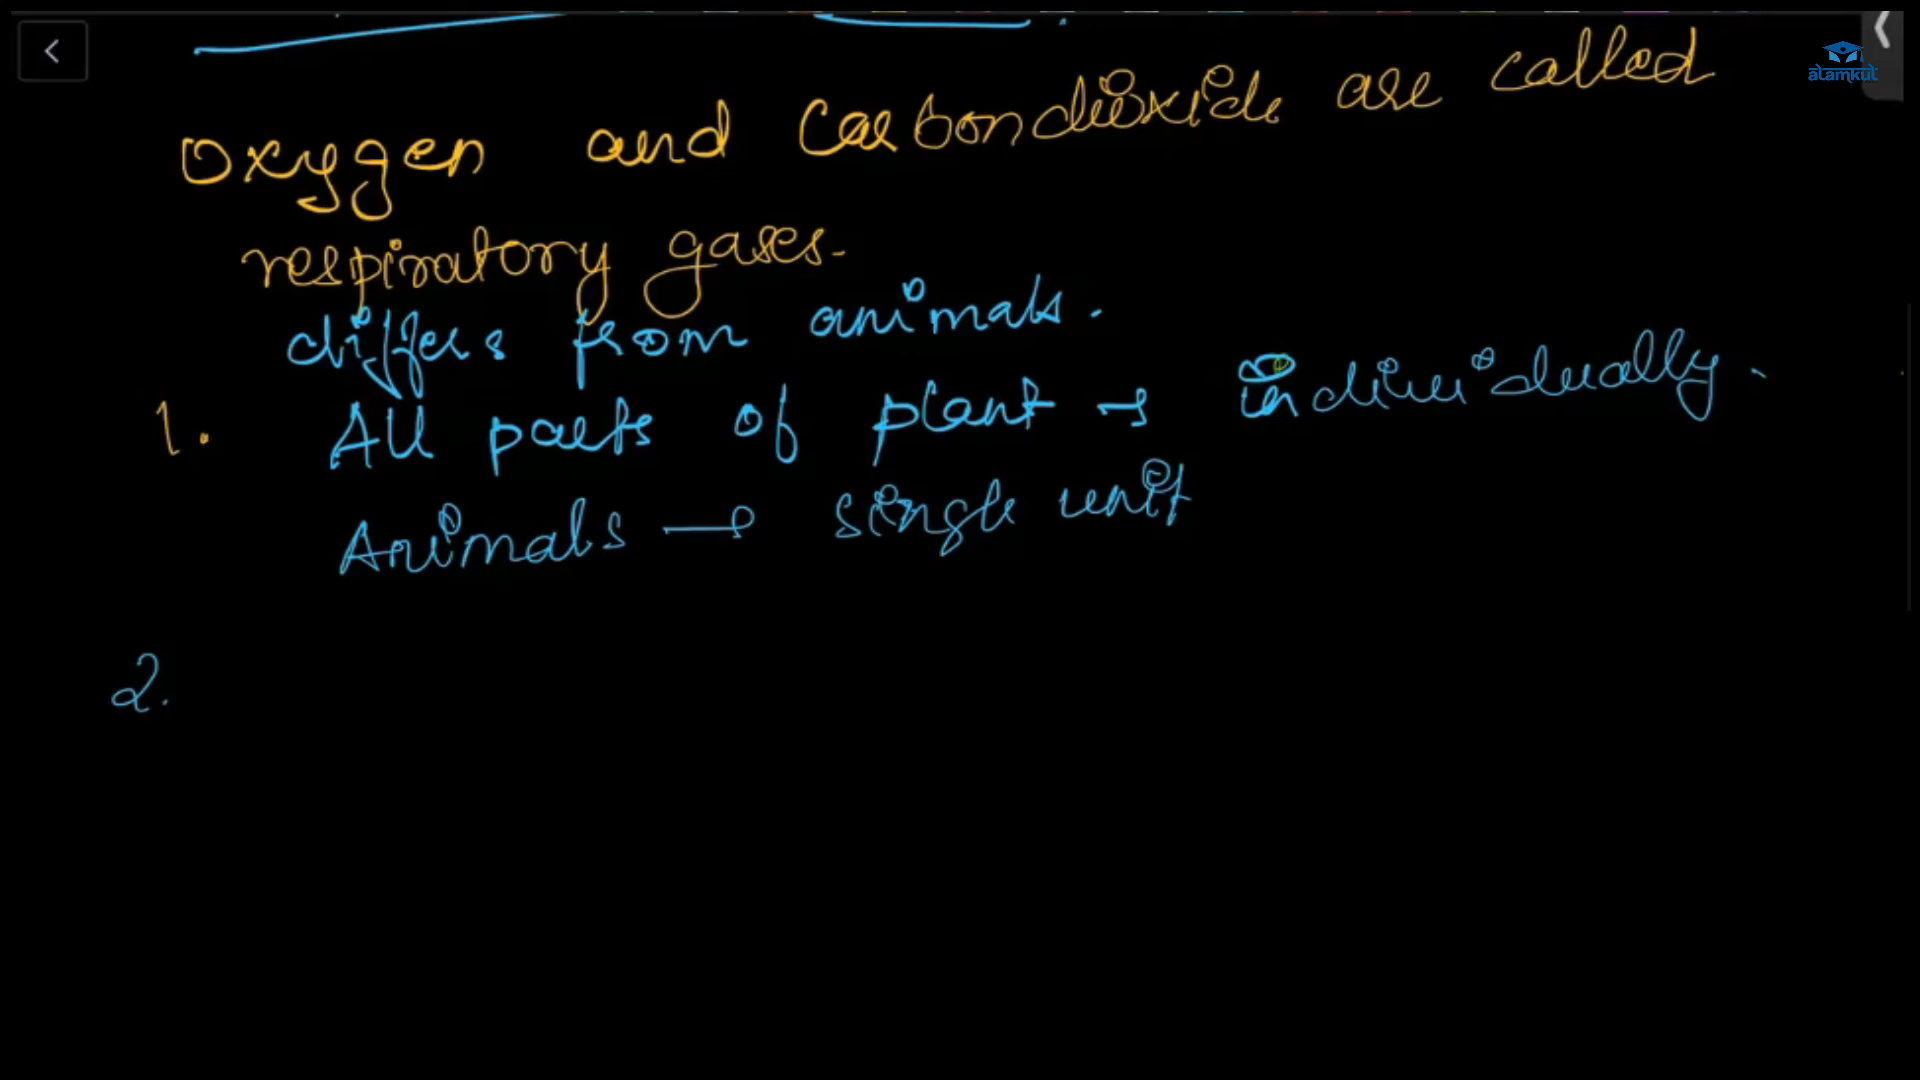 alamkut
oxygen and Carbondioxide are called
respiratory gases.
differs from animals.
1. All parts of plant → individually.
Animals → single unit
2.